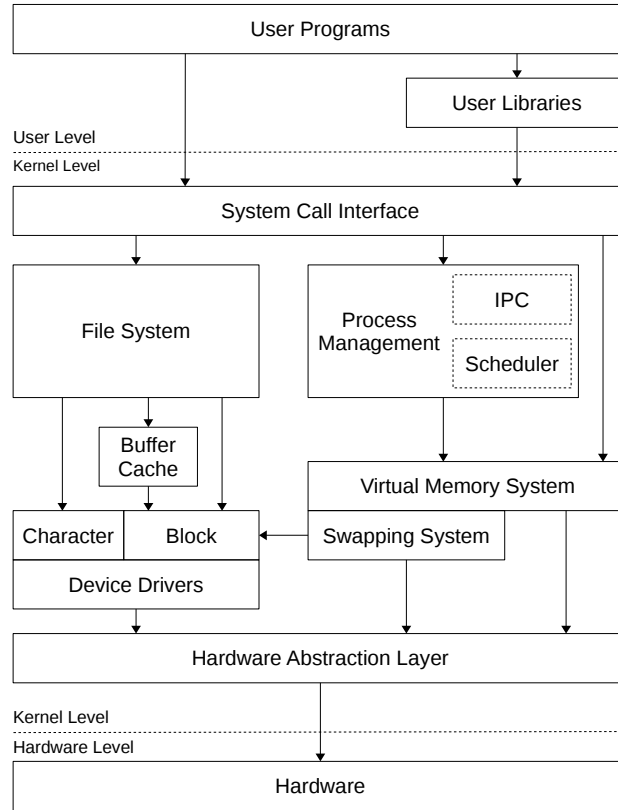 User Programs
User Libraries
User Level
Kernel Level
System Call Interface
File System
Process
Management
IPC
Scheduler
Buffer
Cache
Virtual Memory System
Character
Block
Swapping System
Device Drivers
Hardware Abstraction Layer
Kernel Level
Hardware Level
Hardware